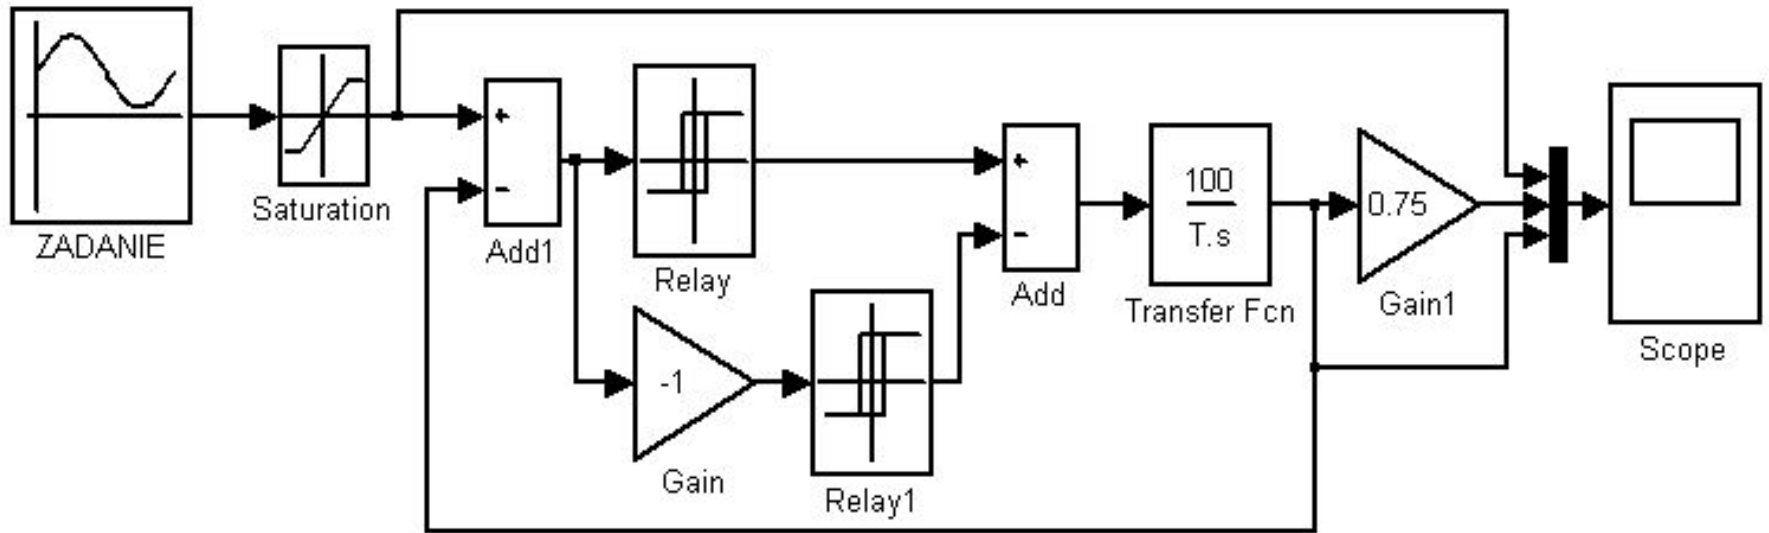 ZADANIE
Saturation
+
-
Add1
Relay
-1
Gain
Relay1
+
-
Add
100
T.s
Transfer Fcn
0.75
Gain1
Scope